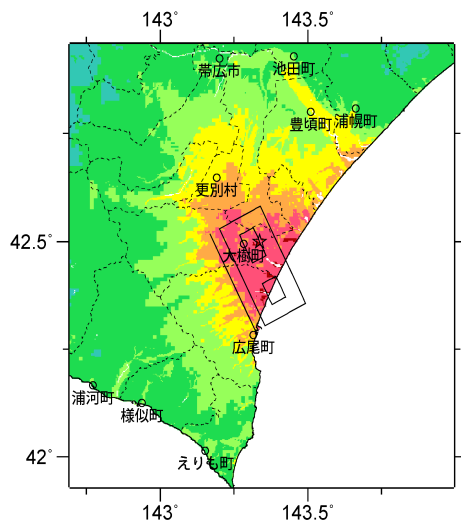 143° 143.5°
帯広市 池田町
豊頃町 浦幌町
更別村
42.5°
大樹町
広尾町
浦河町
様似町
42°
えりも町
143° 143.5°